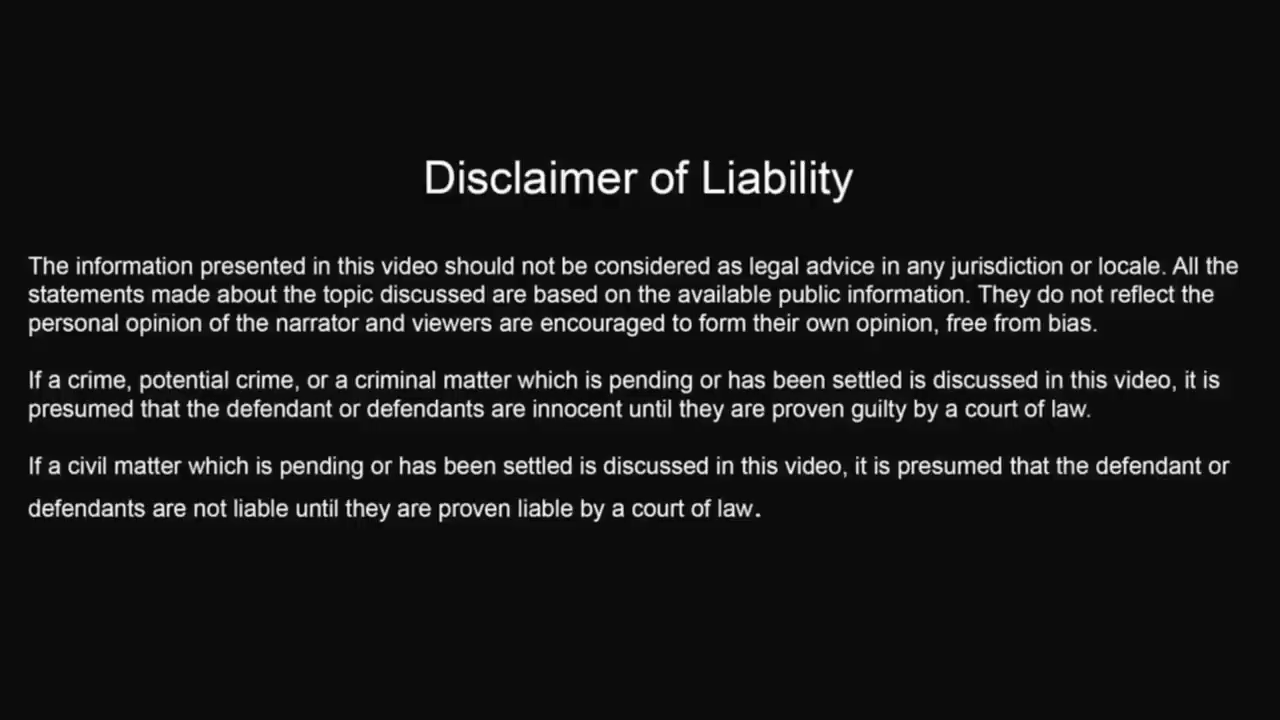 Disclaimer of Liability
The information presented in this video should not be considered as legal advice in any jurisdiction or locale. All the
statements made about the topic discussed are based on the available public information. They do not reflect the
personal opinion of the narrator and viewers are encouraged to form their own opinion, free from bias.
If a crime, potential crime, or a criminal matter which is pending or has been settled is discussed in this video, it is
presumed that the defendant or defendants are innocent until they are proven guilty by a court of law.
If a civil matter which is pending or has been settled is discussed in this video, it is presumed that the defendant or
defendants are not liable until they are proven liable by a court of law.